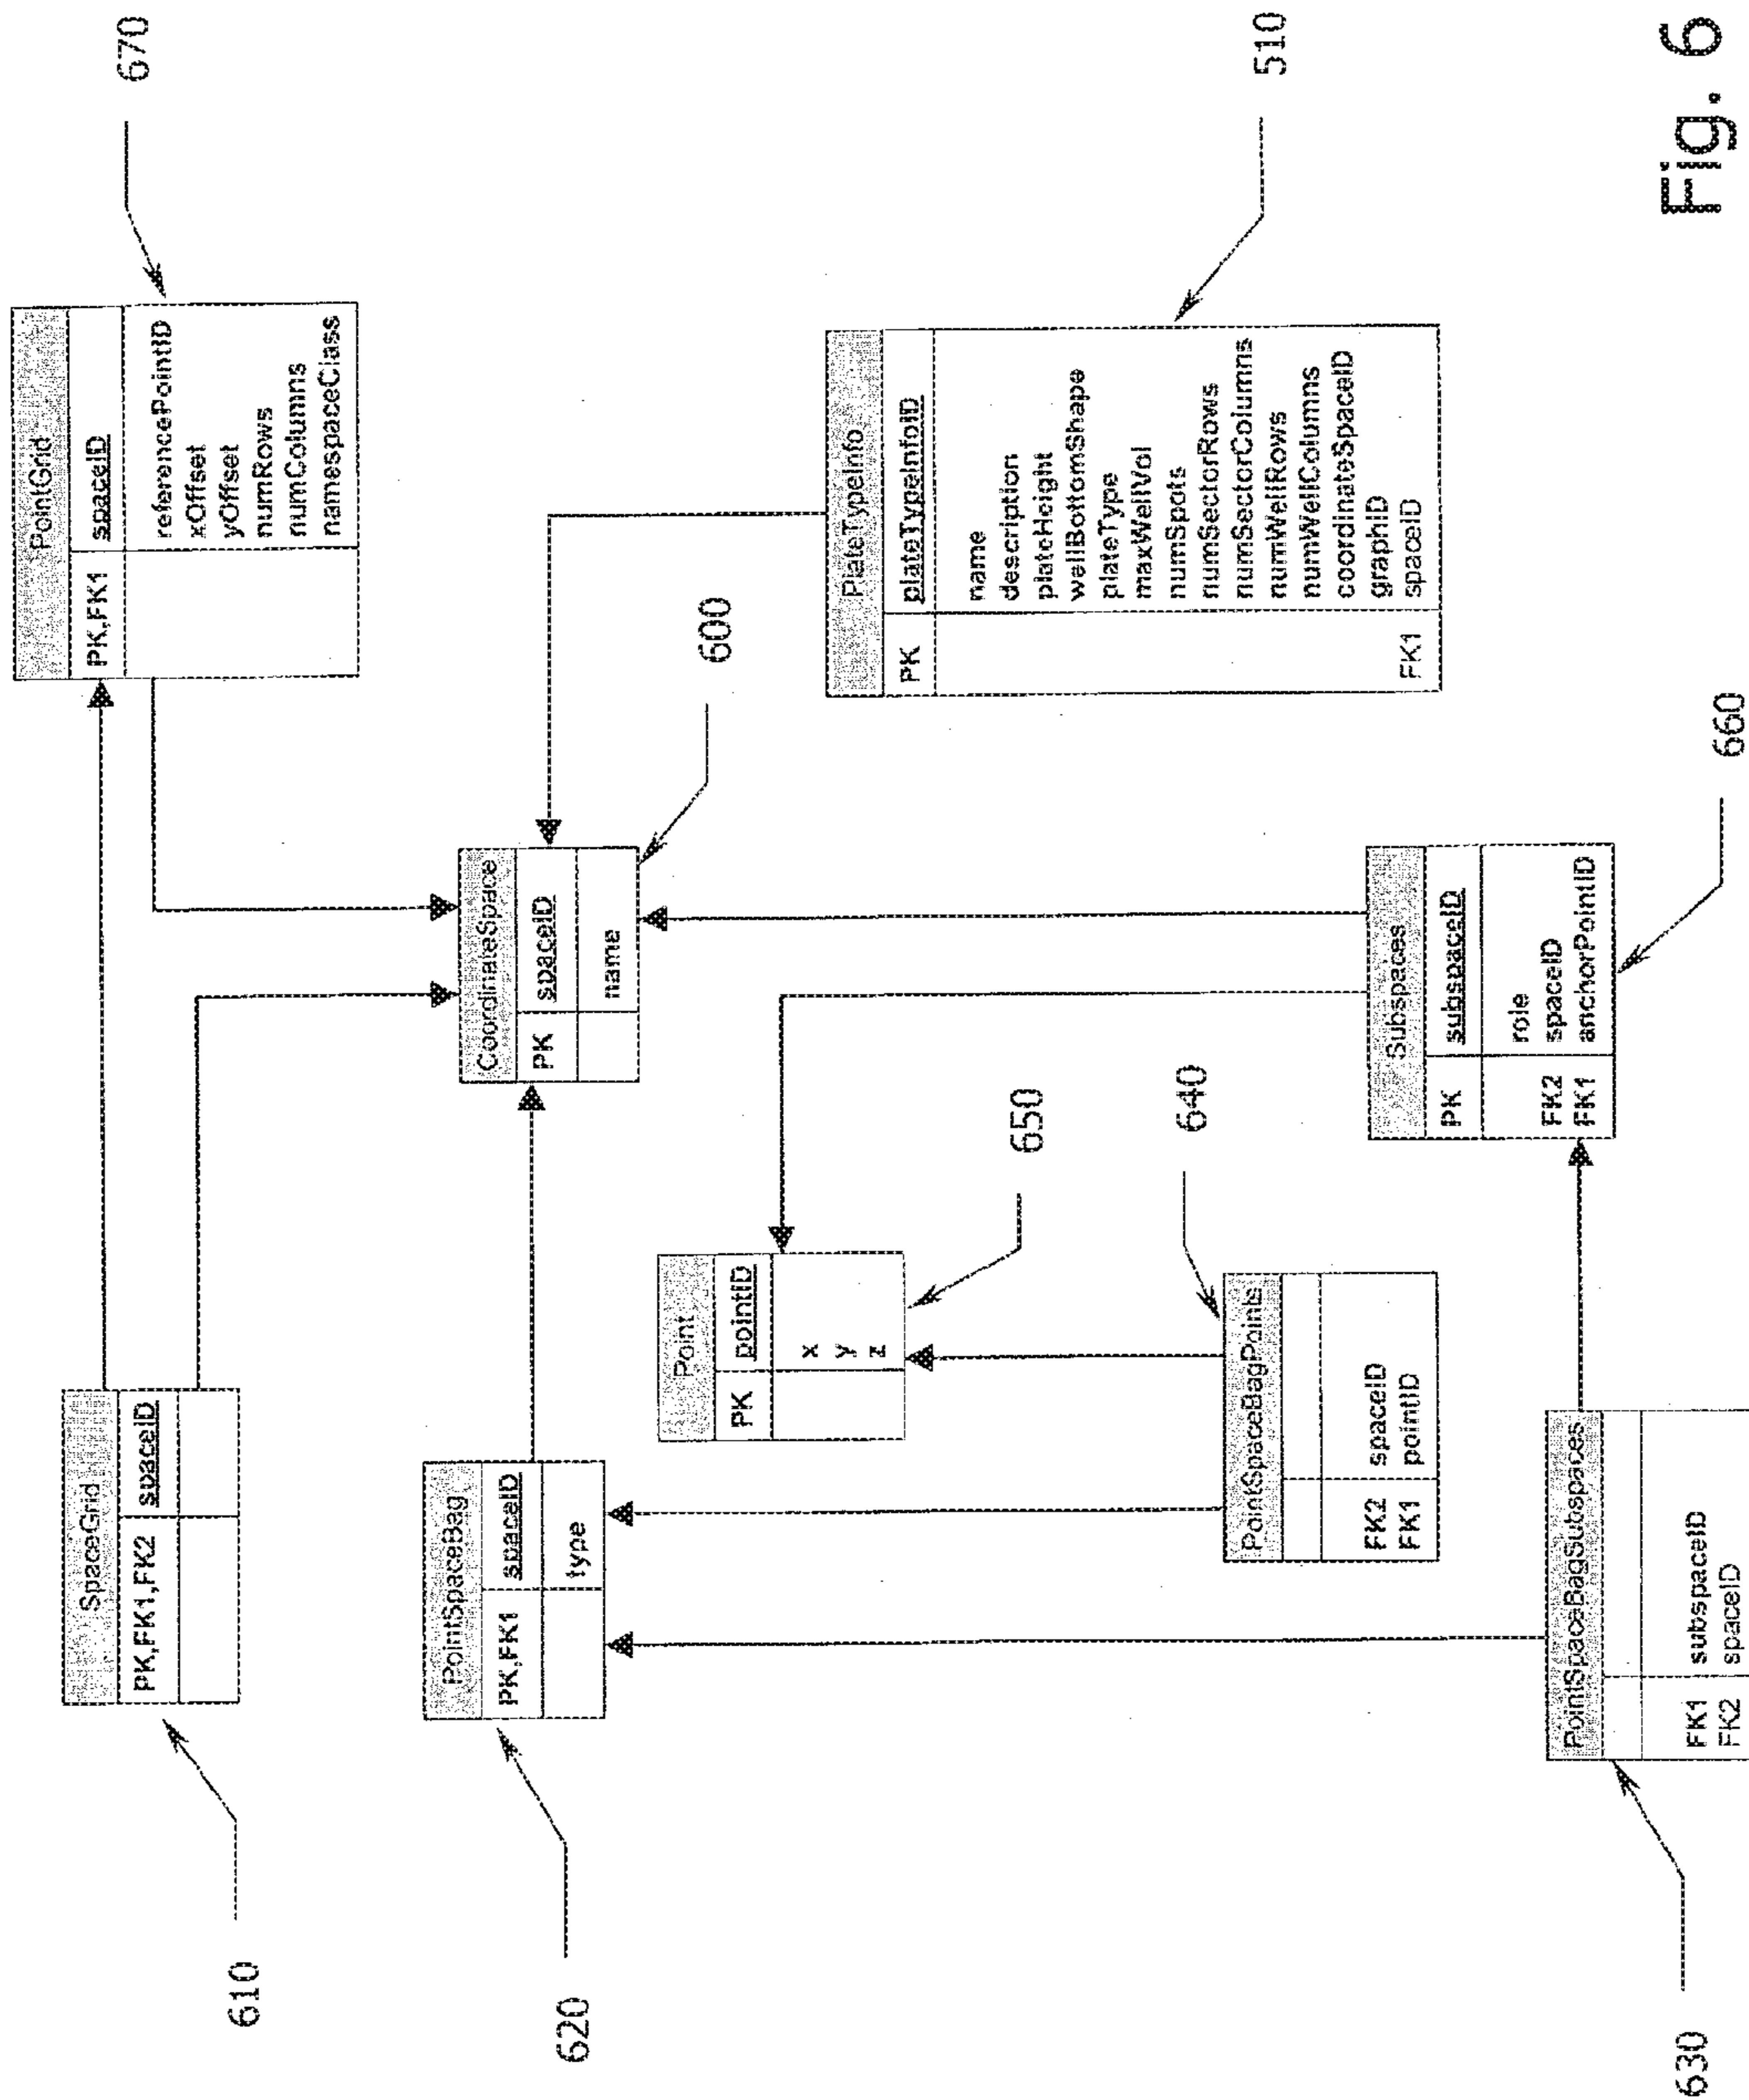 SpaceGrid
PK,FK1,FK2 spaceID
610
PointGrid
PK,FK1 spaceID
referencePointID
xOffset
yOffset
numRows
numColumns
namespaceClass
670
PointSpaceBag
PK,FK1 spaceID
type
620
CoordinateSpace
PK spaceID
name
600
Point
PK pointID
x
y
z
650
PlateTypeInfo
PK plateTypeInfoID
name
description
plateHeight
wellBottomShape
plateType
maxWellVol
numSpots
numSectorRows
numSectorColumns
numWellRows
numWellColumns
coordinateSpaceID
graphID
FK1 spaceID
510
PointSpaceBagPoints
FK2 spaceID
FK1 pointID
640
Subspaces
PK subspaceID
role
FK2 spaceID
FK1 anchorPointID
660
PointSpaceBagSubspaces
FK1 subspaceID
FK2 spaceID
630
Fig. 6